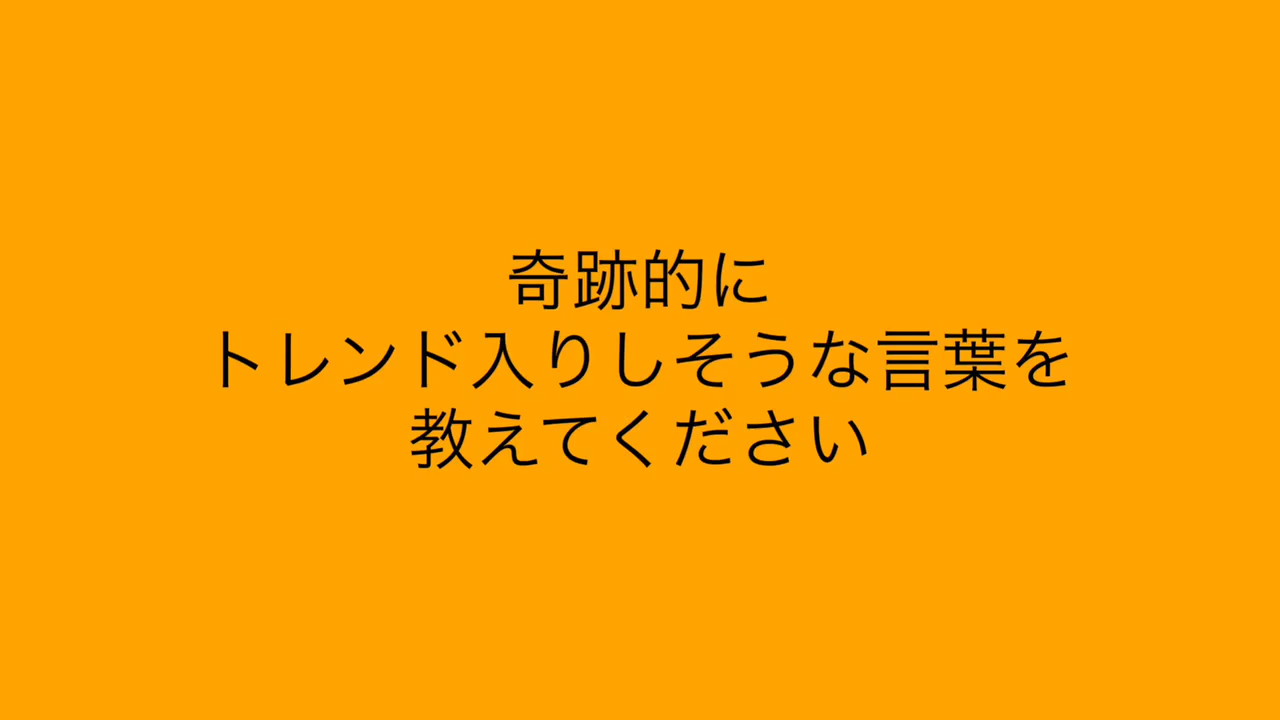 奇跡的に
トレンド入りしそうな言葉を
教えてください